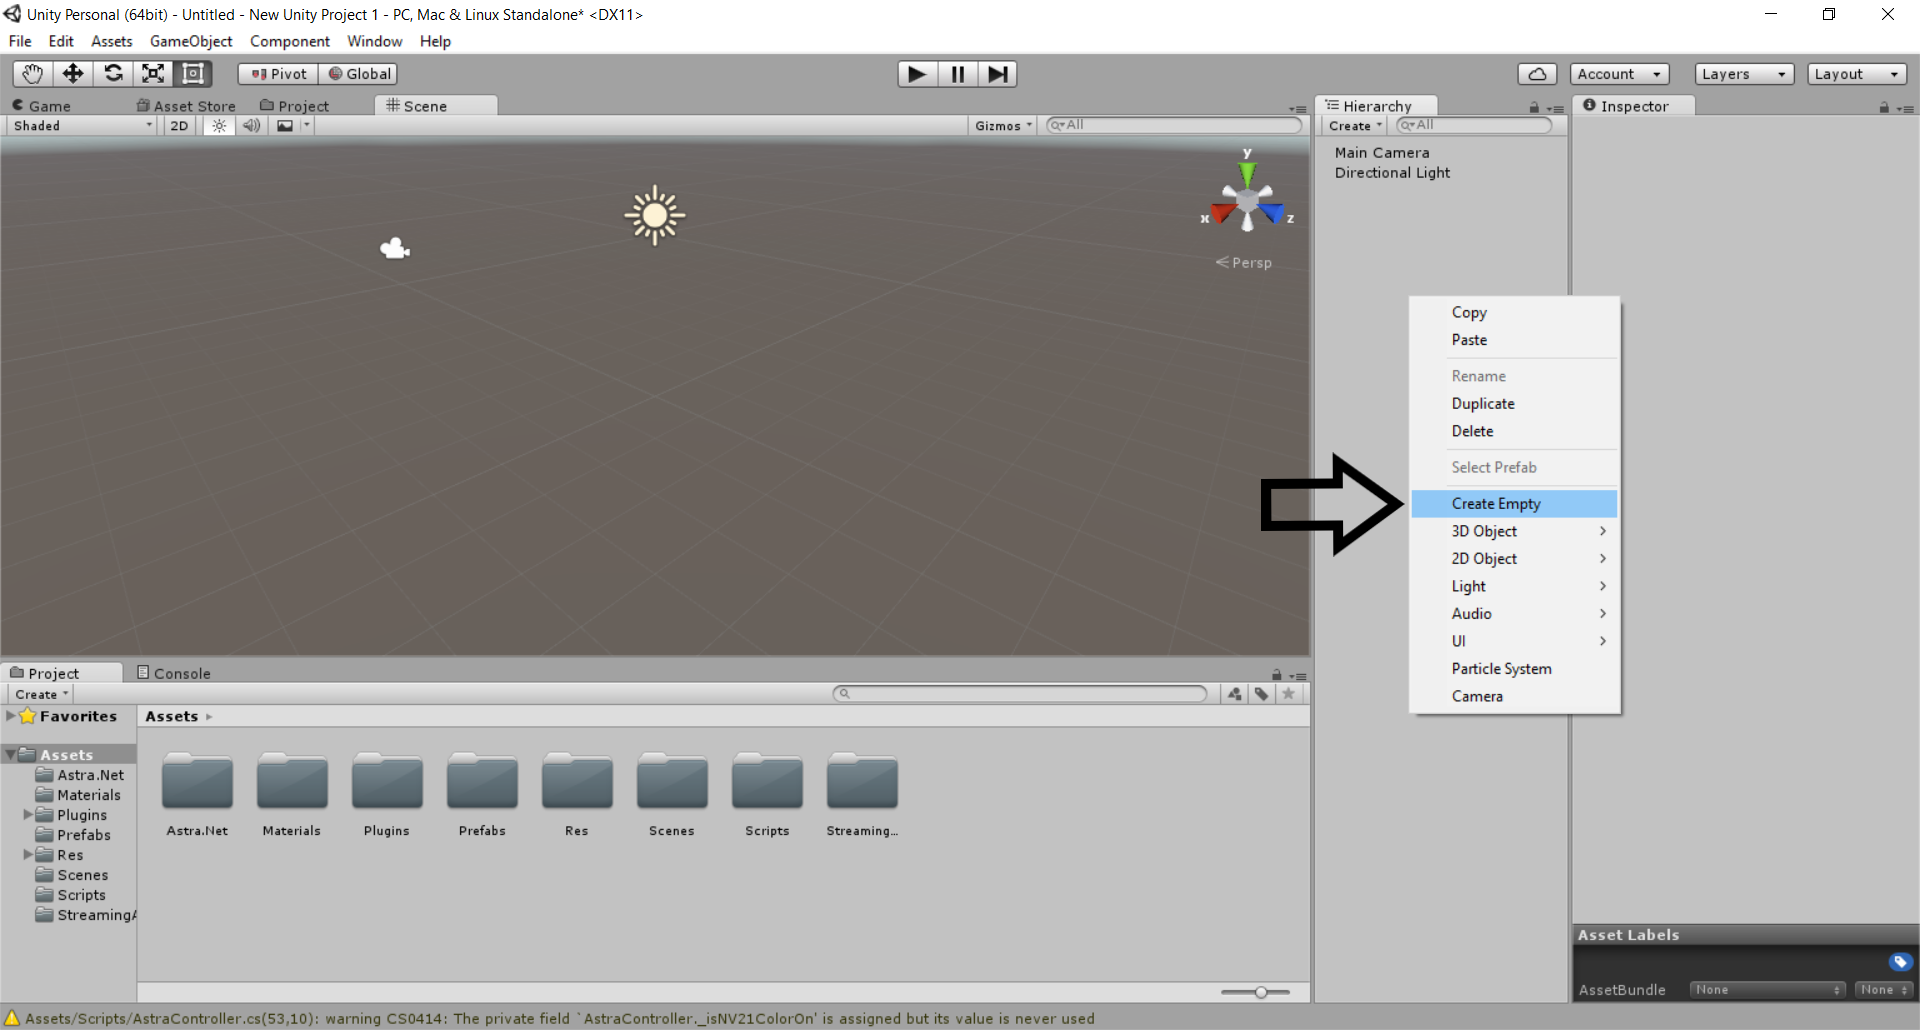 Unity Personal (64bit) - Untitled - New Unity Project 1 - PC, Mac & Linux Standalone* <DX11>
File Edit Assets GameObject Component Window Help
Pivot Global Account Layers Layout
Game Asset Store Project Scene
Shaded 2D Gizmos All
Hierarchy
Create All
Main Camera
Directional Light
Inspector
y
x z
Persp
Copy
Paste
Rename
Duplicate
Delete
Select Prefab
Create Empty
3D Object
2D Object
Light
Audio
UI
Particle System
Camera
Project Console
Create
Favorites
Assets
Astra.Net
Materials
Plugins
Prefabs
Res
Scenes
Scripts
StreamingA
Assets
Astra.Net Materials Plugins Prefabs Res Scenes Scripts Streaming...
Asset Labels
AssetBundle None None
Assets/Scripts/AstraController.cs(53,10): warning CS0414: The private field `AstraController._isNV21ColorOn' is assigned but its value is never used